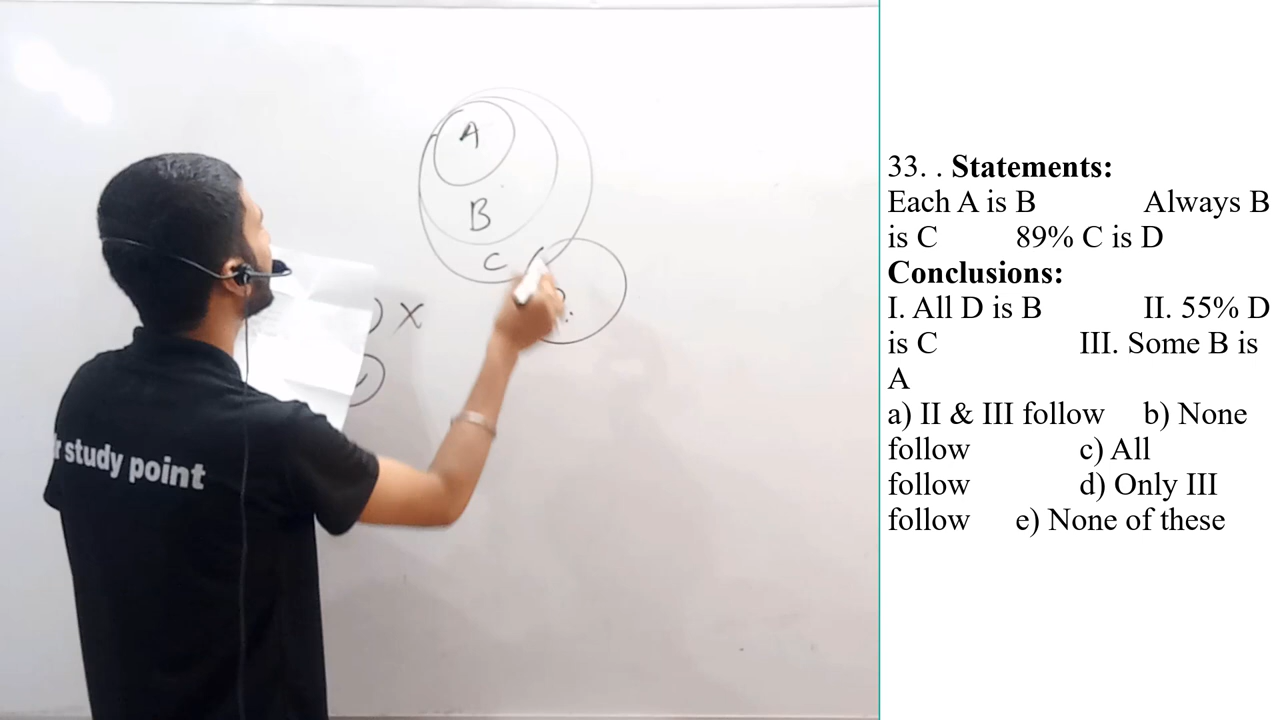 A
B
C
X
r study point
33. . Statements:
Each A is B Always B
is C 89% C is D
Conclusions:
I. All D is B II. 55% D
is C III. Some B is
A
a) II & III follow b) None
follow c) All
follow d) Only III
follow e) None of these